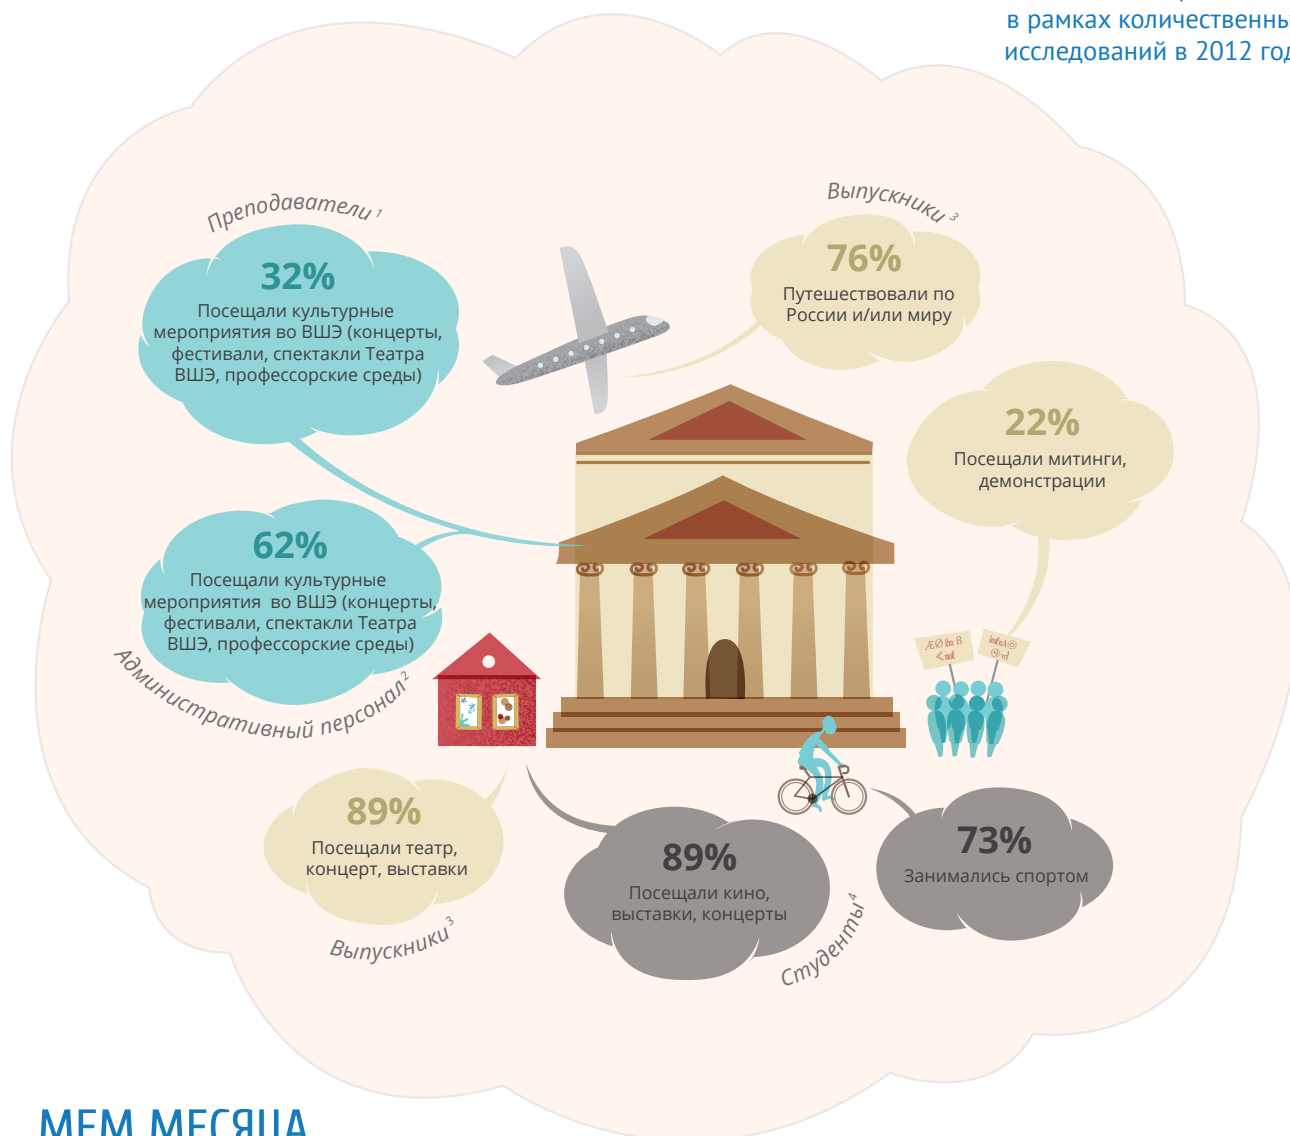 в рамках количественны
исследований в 2012 год
Преподаватели 1
32%
Посещали культурные
мероприятия во ВШЭ (концерты,
фестивали, спектакли Театра
ВШЭ, профессорские среды)
Выпускники 3
76%
Путешествовали по
России и/или миру
22%
Посещали митинги,
демонстрации
62%
Посещали культурные
мероприятия во ВШЭ (концерты,
фестивали, спектакли Театра
ВШЭ, профессорские среды)
Административный персонал 2
89%
Посещали театр,
концерт, выставки
Выпускники 3
89%
Посещали кино,
выставки, концерты
Студенты 4
73%
Занимались спортом
МЕМ МЕСЯЦА